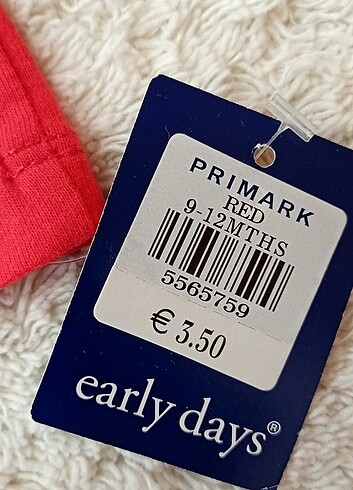 PRIMARK
RED
9-12MTHS
5565759
€ 3.50
early days®